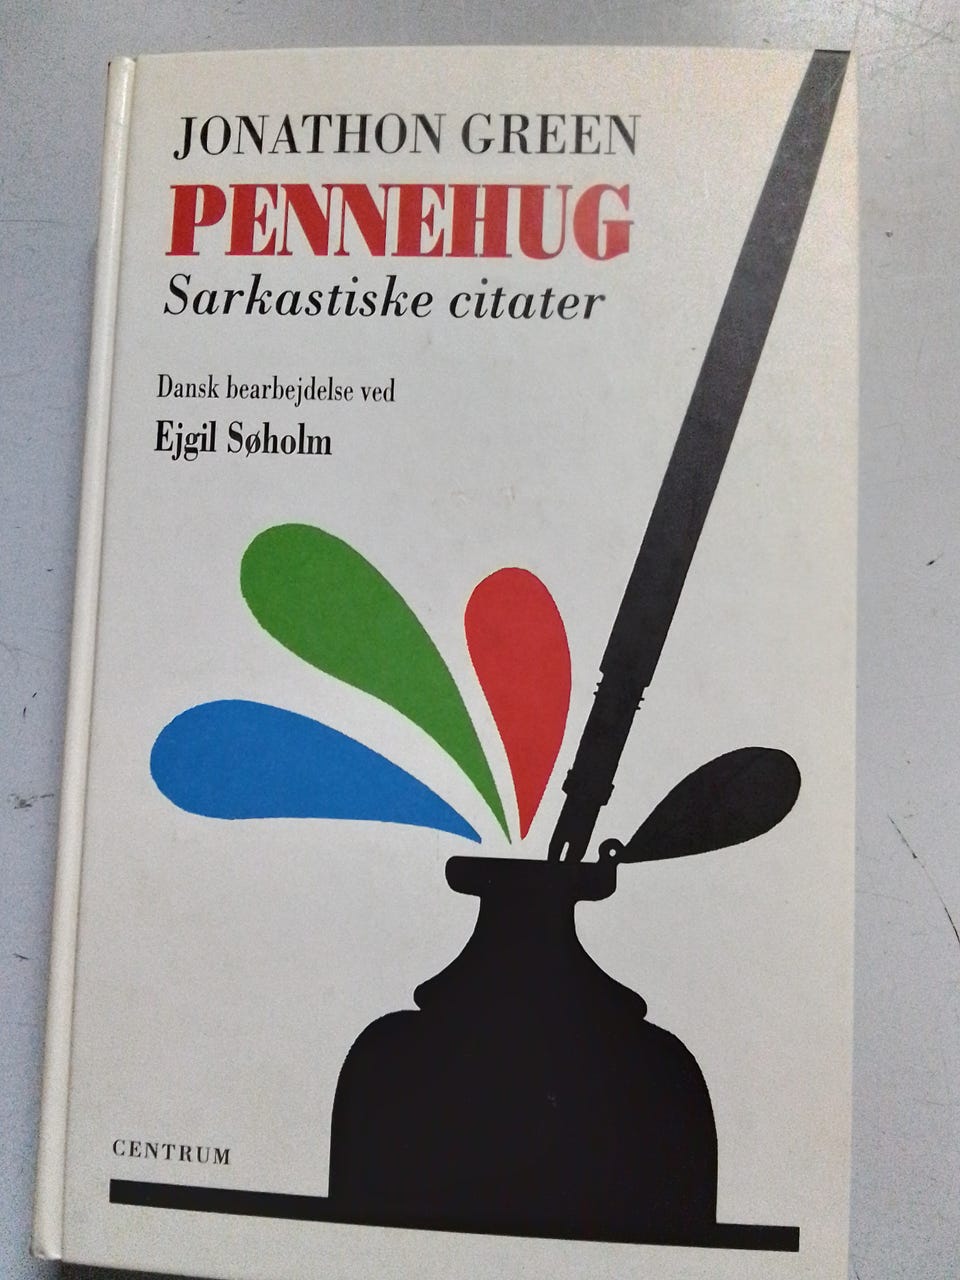 JONATHON GREEN
PENNEHUG
Sarkastiske citater
Dansk bearbejdelse ved
Ejgil Søholm
CENTRUM